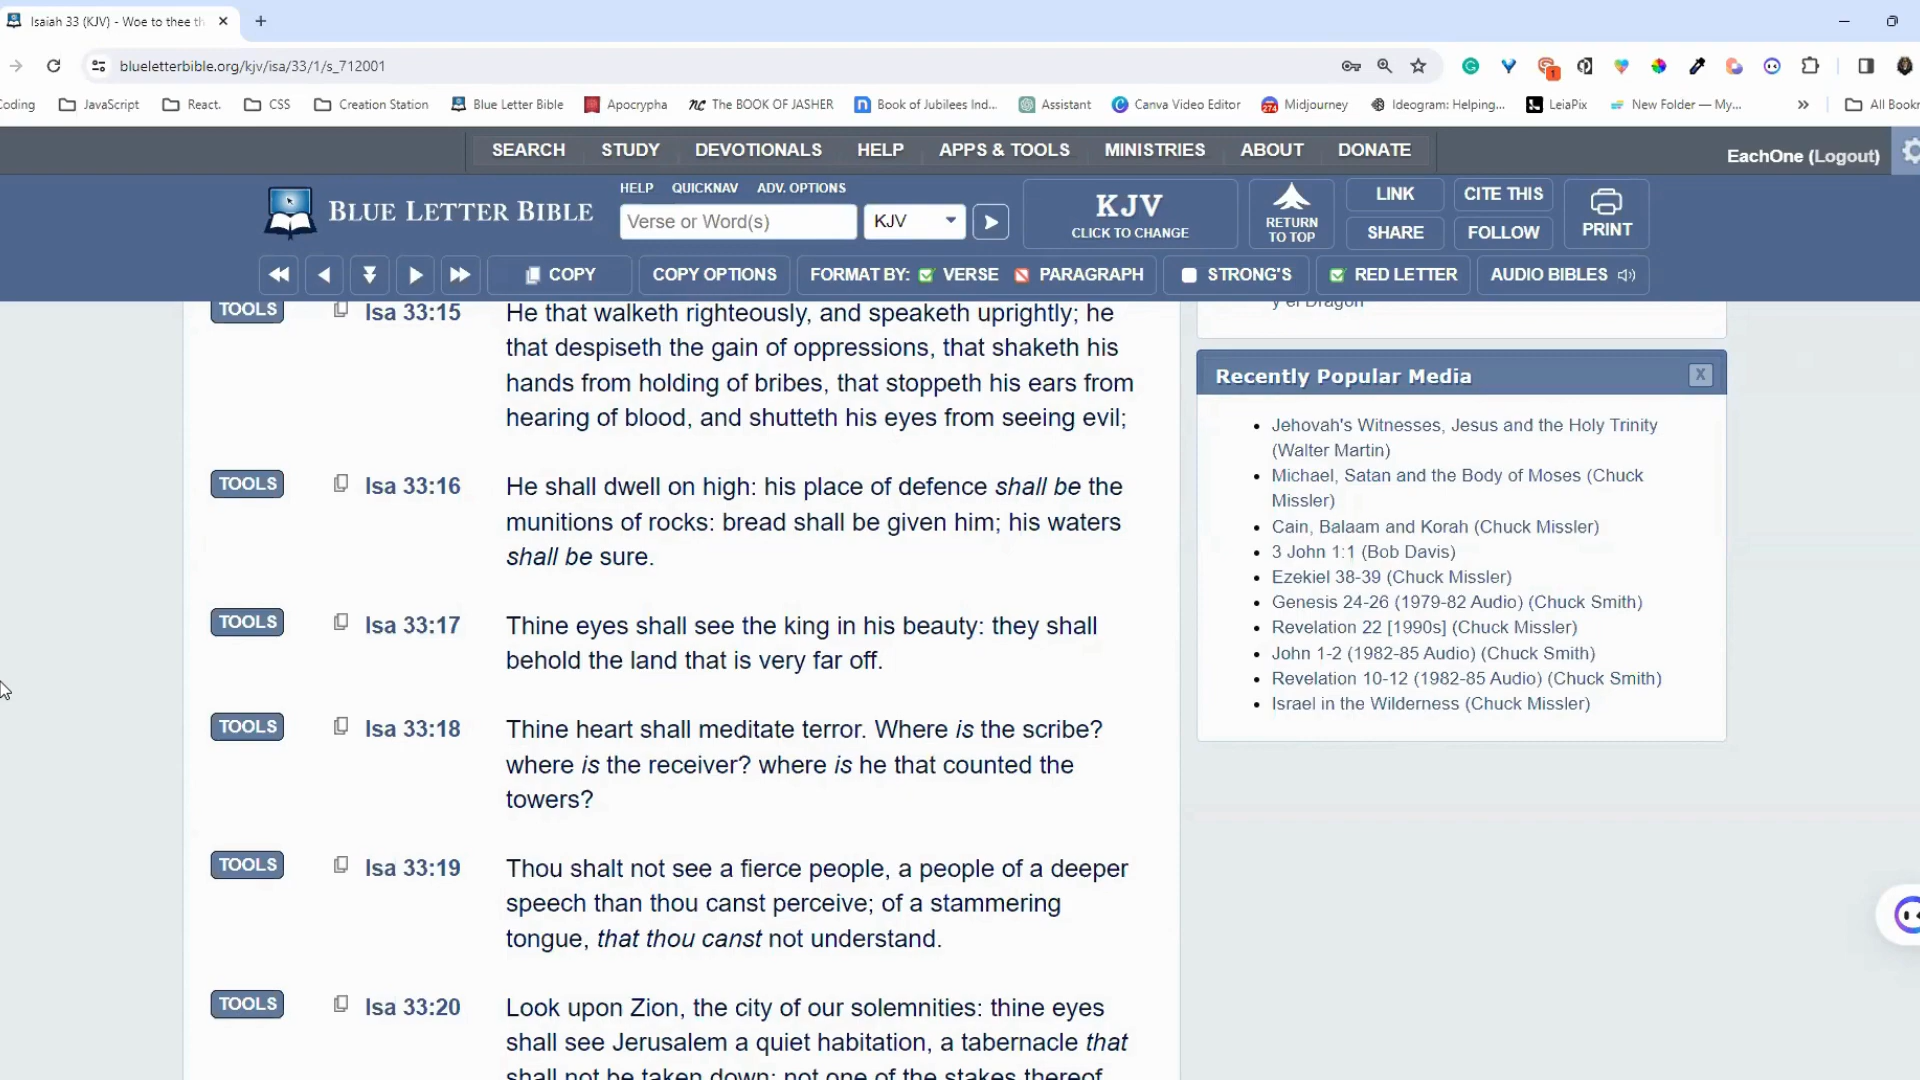 Isaiah 33 (KJV) - Woe to thee th
blueletterbible.org/kjv/isa/33/1/s_712001
1
Coding JavaScript React. CSS Creation Station Blue Letter Bible Apocrypha The BOOK OF JASHER Book of Jubilees Ind... Assistant Canva Video Editor 274 Midjourney Ideogram: Helping... LeiaPix New Folder — My... » All Bookr
SEARCH STUDY DEVOTIONALS HELP APPS & TOOLS MINISTRIES ABOUT DONATE
EachOne (Logout)
BLUE LETTER BIBLE
HELP QUICKNAV ADV. OPTIONS
Verse or Word(s) KJV
KJV
CLICK TO CHANGE
RETURN
TO TOP
LINK CITE THIS
SHARE FOLLOW
PRINT
COPY COPY OPTIONS FORMAT BY: VERSE PARAGRAPH STRONG'S RED LETTER AUDIO BIBLES
TOOLS Isa 33:15 He that walketh righteously, and speaketh uprightly; he
that despiseth the gain of oppressions, that shaketh his
hands from holding of bribes, that stoppeth his ears from
hearing of blood, and shutteth his eyes from seeing evil;
TOOLS Isa 33:16 He shall dwell on high: his place of defence shall be the
munitions of rocks: bread shall be given him; his waters
shall be sure.
TOOLS Isa 33:17 Thine eyes shall see the king in his beauty: they shall
behold the land that is very far off.
TOOLS Isa 33:18 Thine heart shall meditate terror. Where is the scribe?
where is the receiver? where is he that counted the
towers?
TOOLS Isa 33:19 Thou shalt not see a fierce people, a people of a deeper
speech than thou canst perceive; of a stammering
tongue, that thou canst not understand.
TOOLS Isa 33:20 Look upon Zion, the city of our solemnities: thine eyes
shall see Jerusalem a quiet habitation, a tabernacle that
shall not be taken down; not one of the stakes thereof
y el Dragon
Recently Popular Media X
Jehovah's Witnesses, Jesus and the Holy Trinity
(Walter Martin)
Michael, Satan and the Body of Moses (Chuck
Missler)
Cain, Balaam and Korah (Chuck Missler)
3 John 1:1 (Bob Davis)
Ezekiel 38-39 (Chuck Missler)
Genesis 24-26 (1979-82 Audio) (Chuck Smith)
Revelation 22 [1990s] (Chuck Missler)
John 1-2 (1982-85 Audio) (Chuck Smith)
Revelation 10-12 (1982-85 Audio) (Chuck Smith)
Israel in the Wilderness (Chuck Missler)